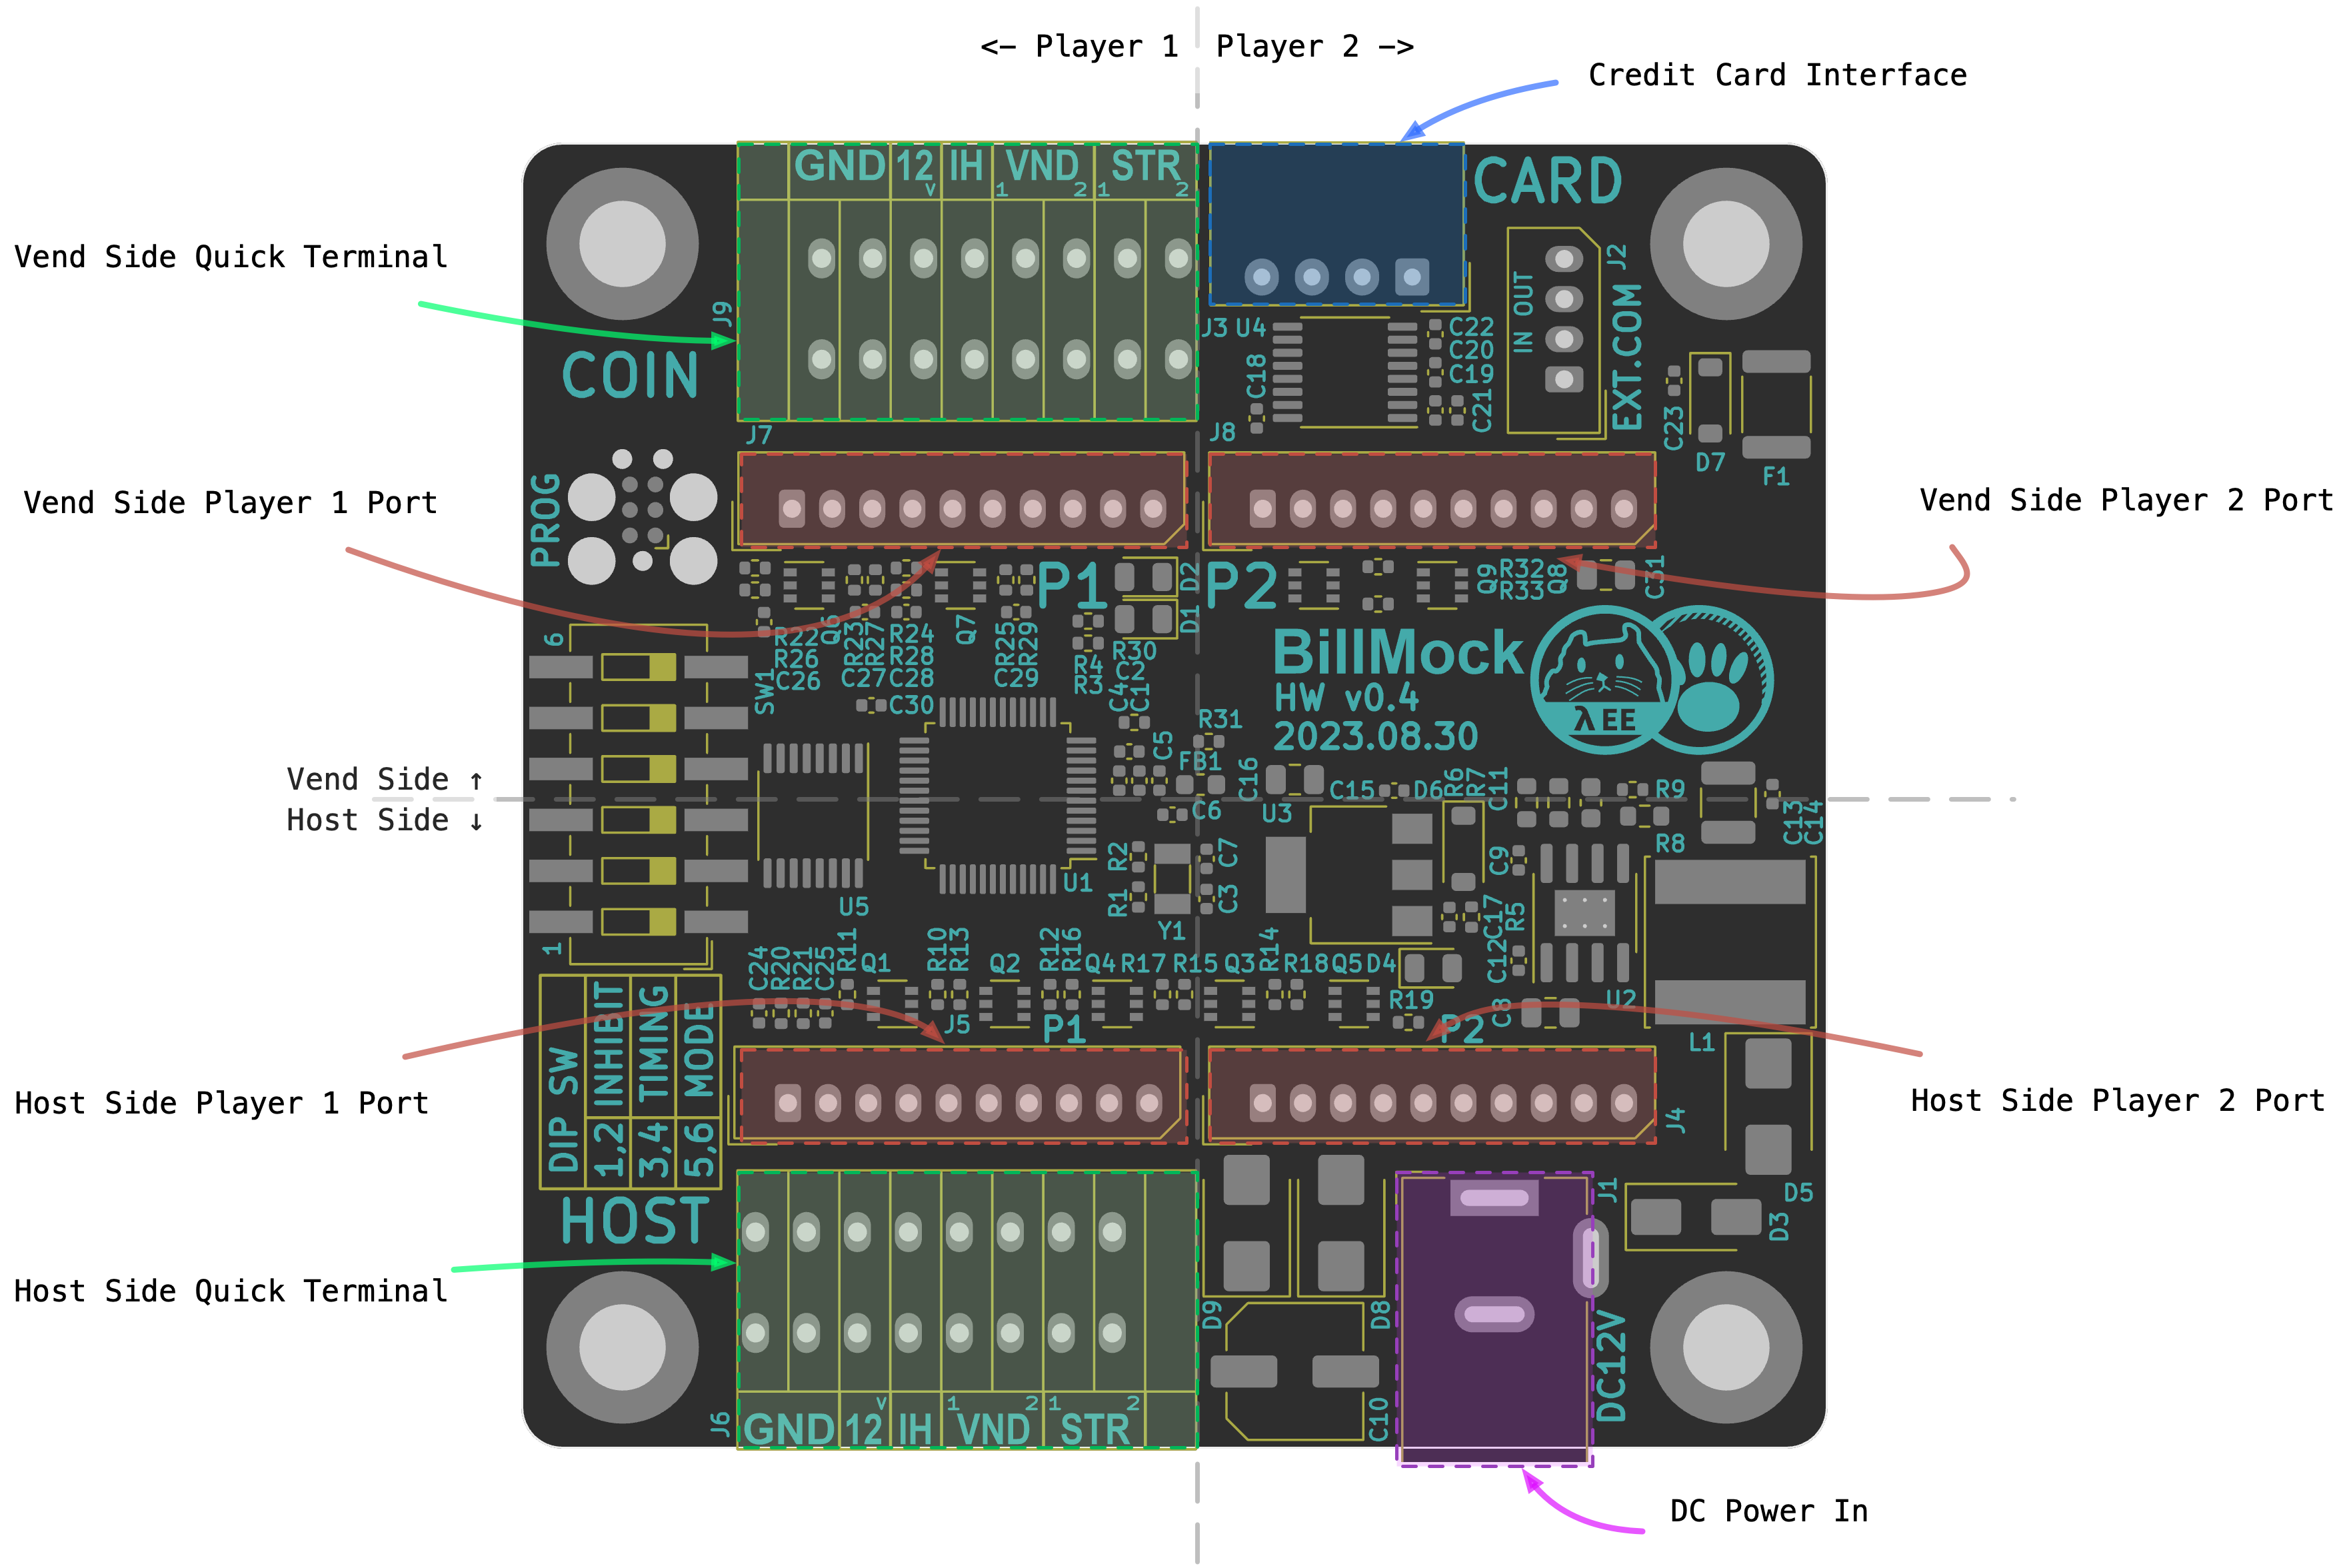 <- Player 1
Player 2 ->
Credit Card Interface
GND 12 IH VND STR
v 1 2 1 2
CARD
Vend Side Quick Terminal
J9
COIN
J2
IN OUT
EXT.COM
J3 U4
C22
C20
C19
C18
C21
C23
D7
F1
J7
J8
PROG
Vend Side Player 1 Port
Vend Side Player 2 Port
P1
D2
D1
P2
Q9
R32
R33
Q8
C31
6
R22
R26
C26
Q6
R23
R27
C27
R24
R28
C28
Q7
R25
R29
C29
R4
R3
R30
C2
C4
C1
SW1
C30
BillMock
HW v0.4
2023.08.30
λ EE
R31
C5
FB1
C16
Vend Side ↑
Host Side ↓
C6
U3
C15
D6
R6
R7
C11
R9
R8
C13
C14
R2
C7
R1
C3
Y1
U1
U5
C9
C17
R5
C12
U2
C8
L1
1
C24
R20
R21
C25
R11
Q1
R10
R13
Q2
R12
R16
Q4
R17
R15
Q3
R14
R18
Q5
D4
R19
J5
P1
P2
DIP SW
INHIBIT
TIMING
MODE
1,2
3,4
5,6
Host Side Player 1 Port
Host Side Player 2 Port
J4
HOST
J1
D5
D3
Host Side Quick Terminal
D9
D8
C10
DC12V
J6
v 1 2 1 2
GND 12 IH VND STR
DC Power In